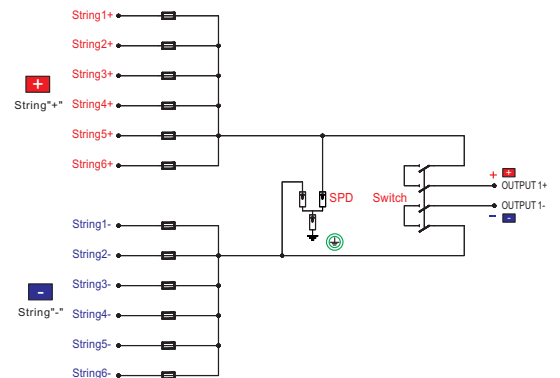 String1+
String2+
String3+
+
String"+"
String4+
String5+
String6+
SPD
Switch
+
+
OUTPUT 1+
OUTPUT 1-
−
-
String1-
String2-
String3-
-
String"-"
String4-
String5-
String6-